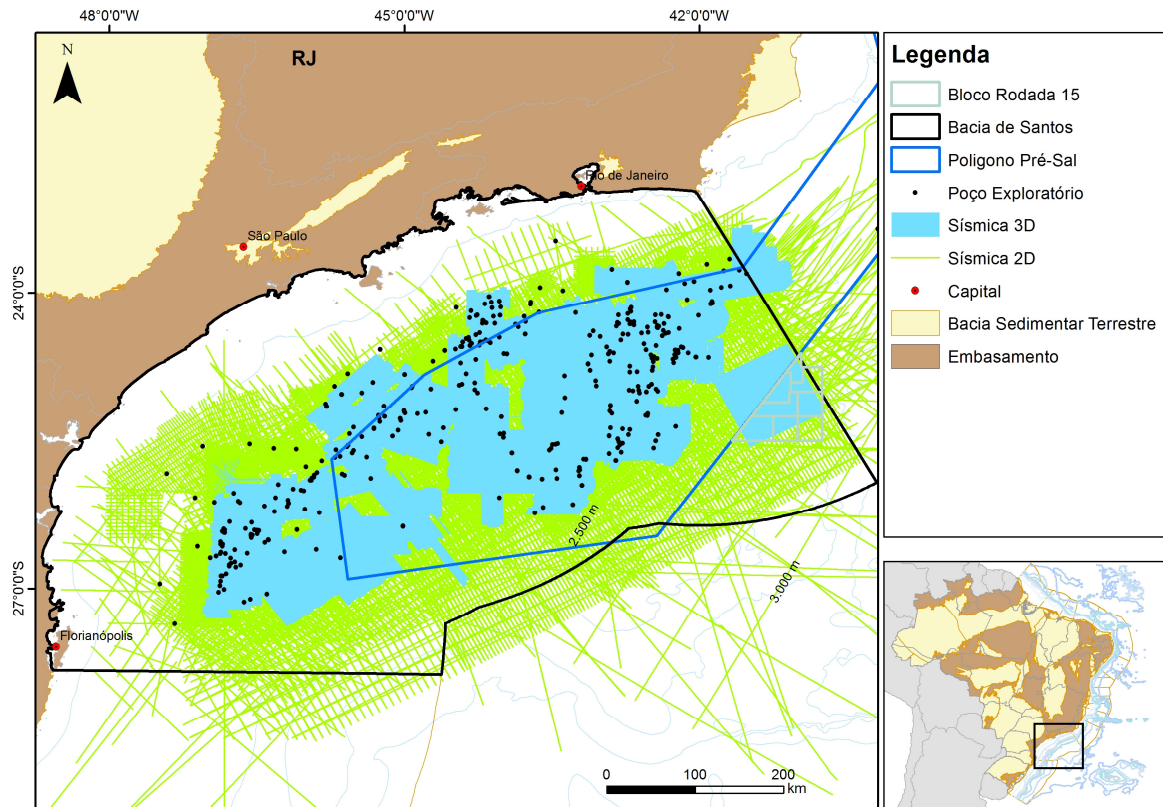 48°0'0"W
45°0'0"W
42°0'0"W
N
RJ
Rio de Janeiro
São Paulo
24°0'0"S
2.500 m
3.000 m
27°0'0"S
Florianópolis
0
100
200
km
Legenda
Bloco Rodada 15
Bacia de Santos
Poligono Pré-Sal
Poço Exploratório
Sísmica 3D
Sísmica 2D
Capital
Bacia Sedimentar Terrestre
Embasamento